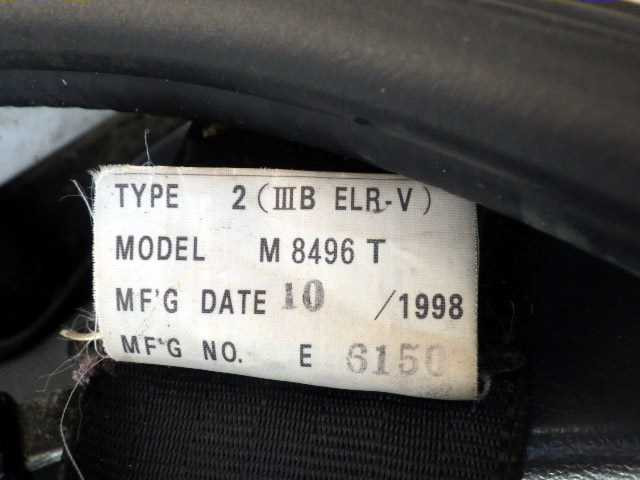 TYPE 2 (IIIB ELR-V)
MODEL M 8496 T
MF'G DATE 10 /1998
MF'G NO. E 6150